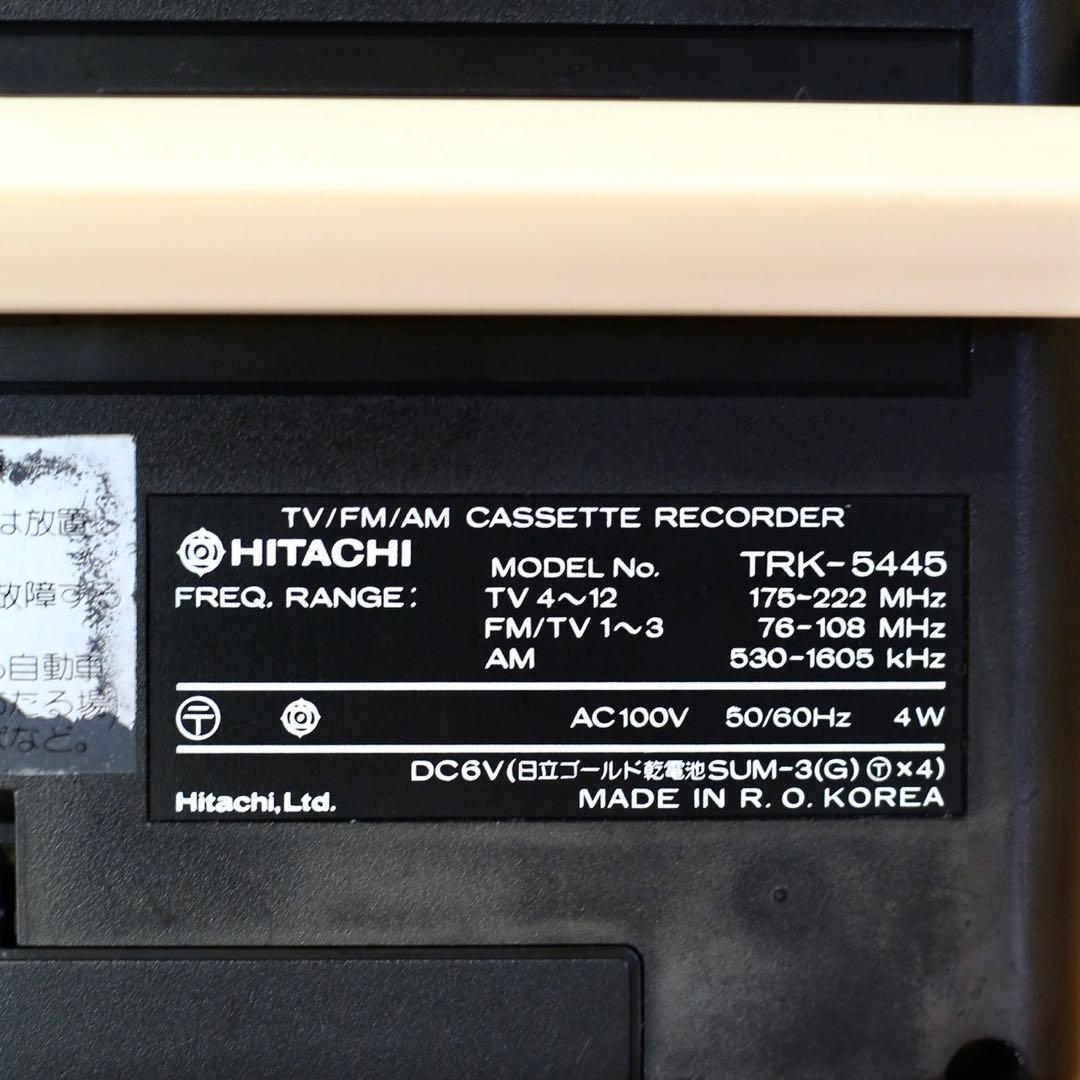 は放置
故障す
る自動車
わたる場
など。
TV/FM/AM CASSETTE RECORDER
HITACHI
MODEL No. TRK-5445
FREQ. RANGE: TV 4~12 175-222 MHz
FM/TV 1~3 76-108 MHz
AM 530-1605 kHz
〒 AC100V 50/60Hz 4W
DC6V(日立ゴールド乾電池SUM-3(G) 〒×4)
Hitachi,Ltd. MADE IN R. O. KOREA